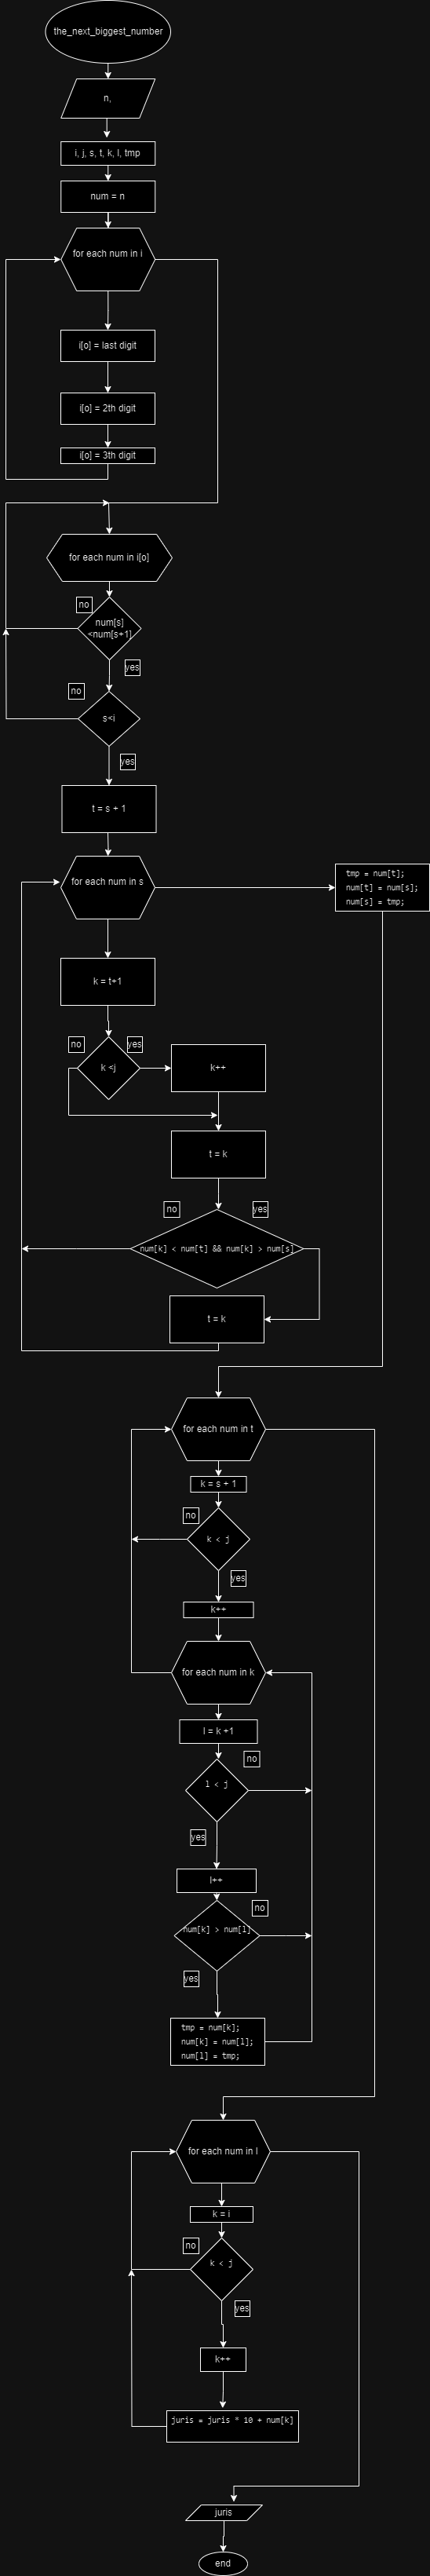 the_next_biggest_number
n,
i, j, s, t, k, l, tmp
num = n
for each num in i
i[o] = last digit
i[o] = 2th digit
i[o] = 3th digit
for each num in i[o]
no
num[s]
<num[s+1]
yes
no
s<i
yes
t = s + 1
for each num in s
tmp = num[t];
num[t] = num[s];
num[s] = tmp;
k = t+1
no
yes
k <j
k++
t = k
no
yes
num[k] < num[t] && num[k] > num[s]
t = k
for each num in t
k = s + 1
no
k < j
yes
k++
for each num in k
l = k +1
no
l < j
yes
l++
no
num[k] > num[l]
yes
tmp = num[k];
num[k] = num[l];
num[l] = tmp;
for each num in l
k = i
no
k < j
yes
k++
juris = juris * 10 + num[k]
juris
end